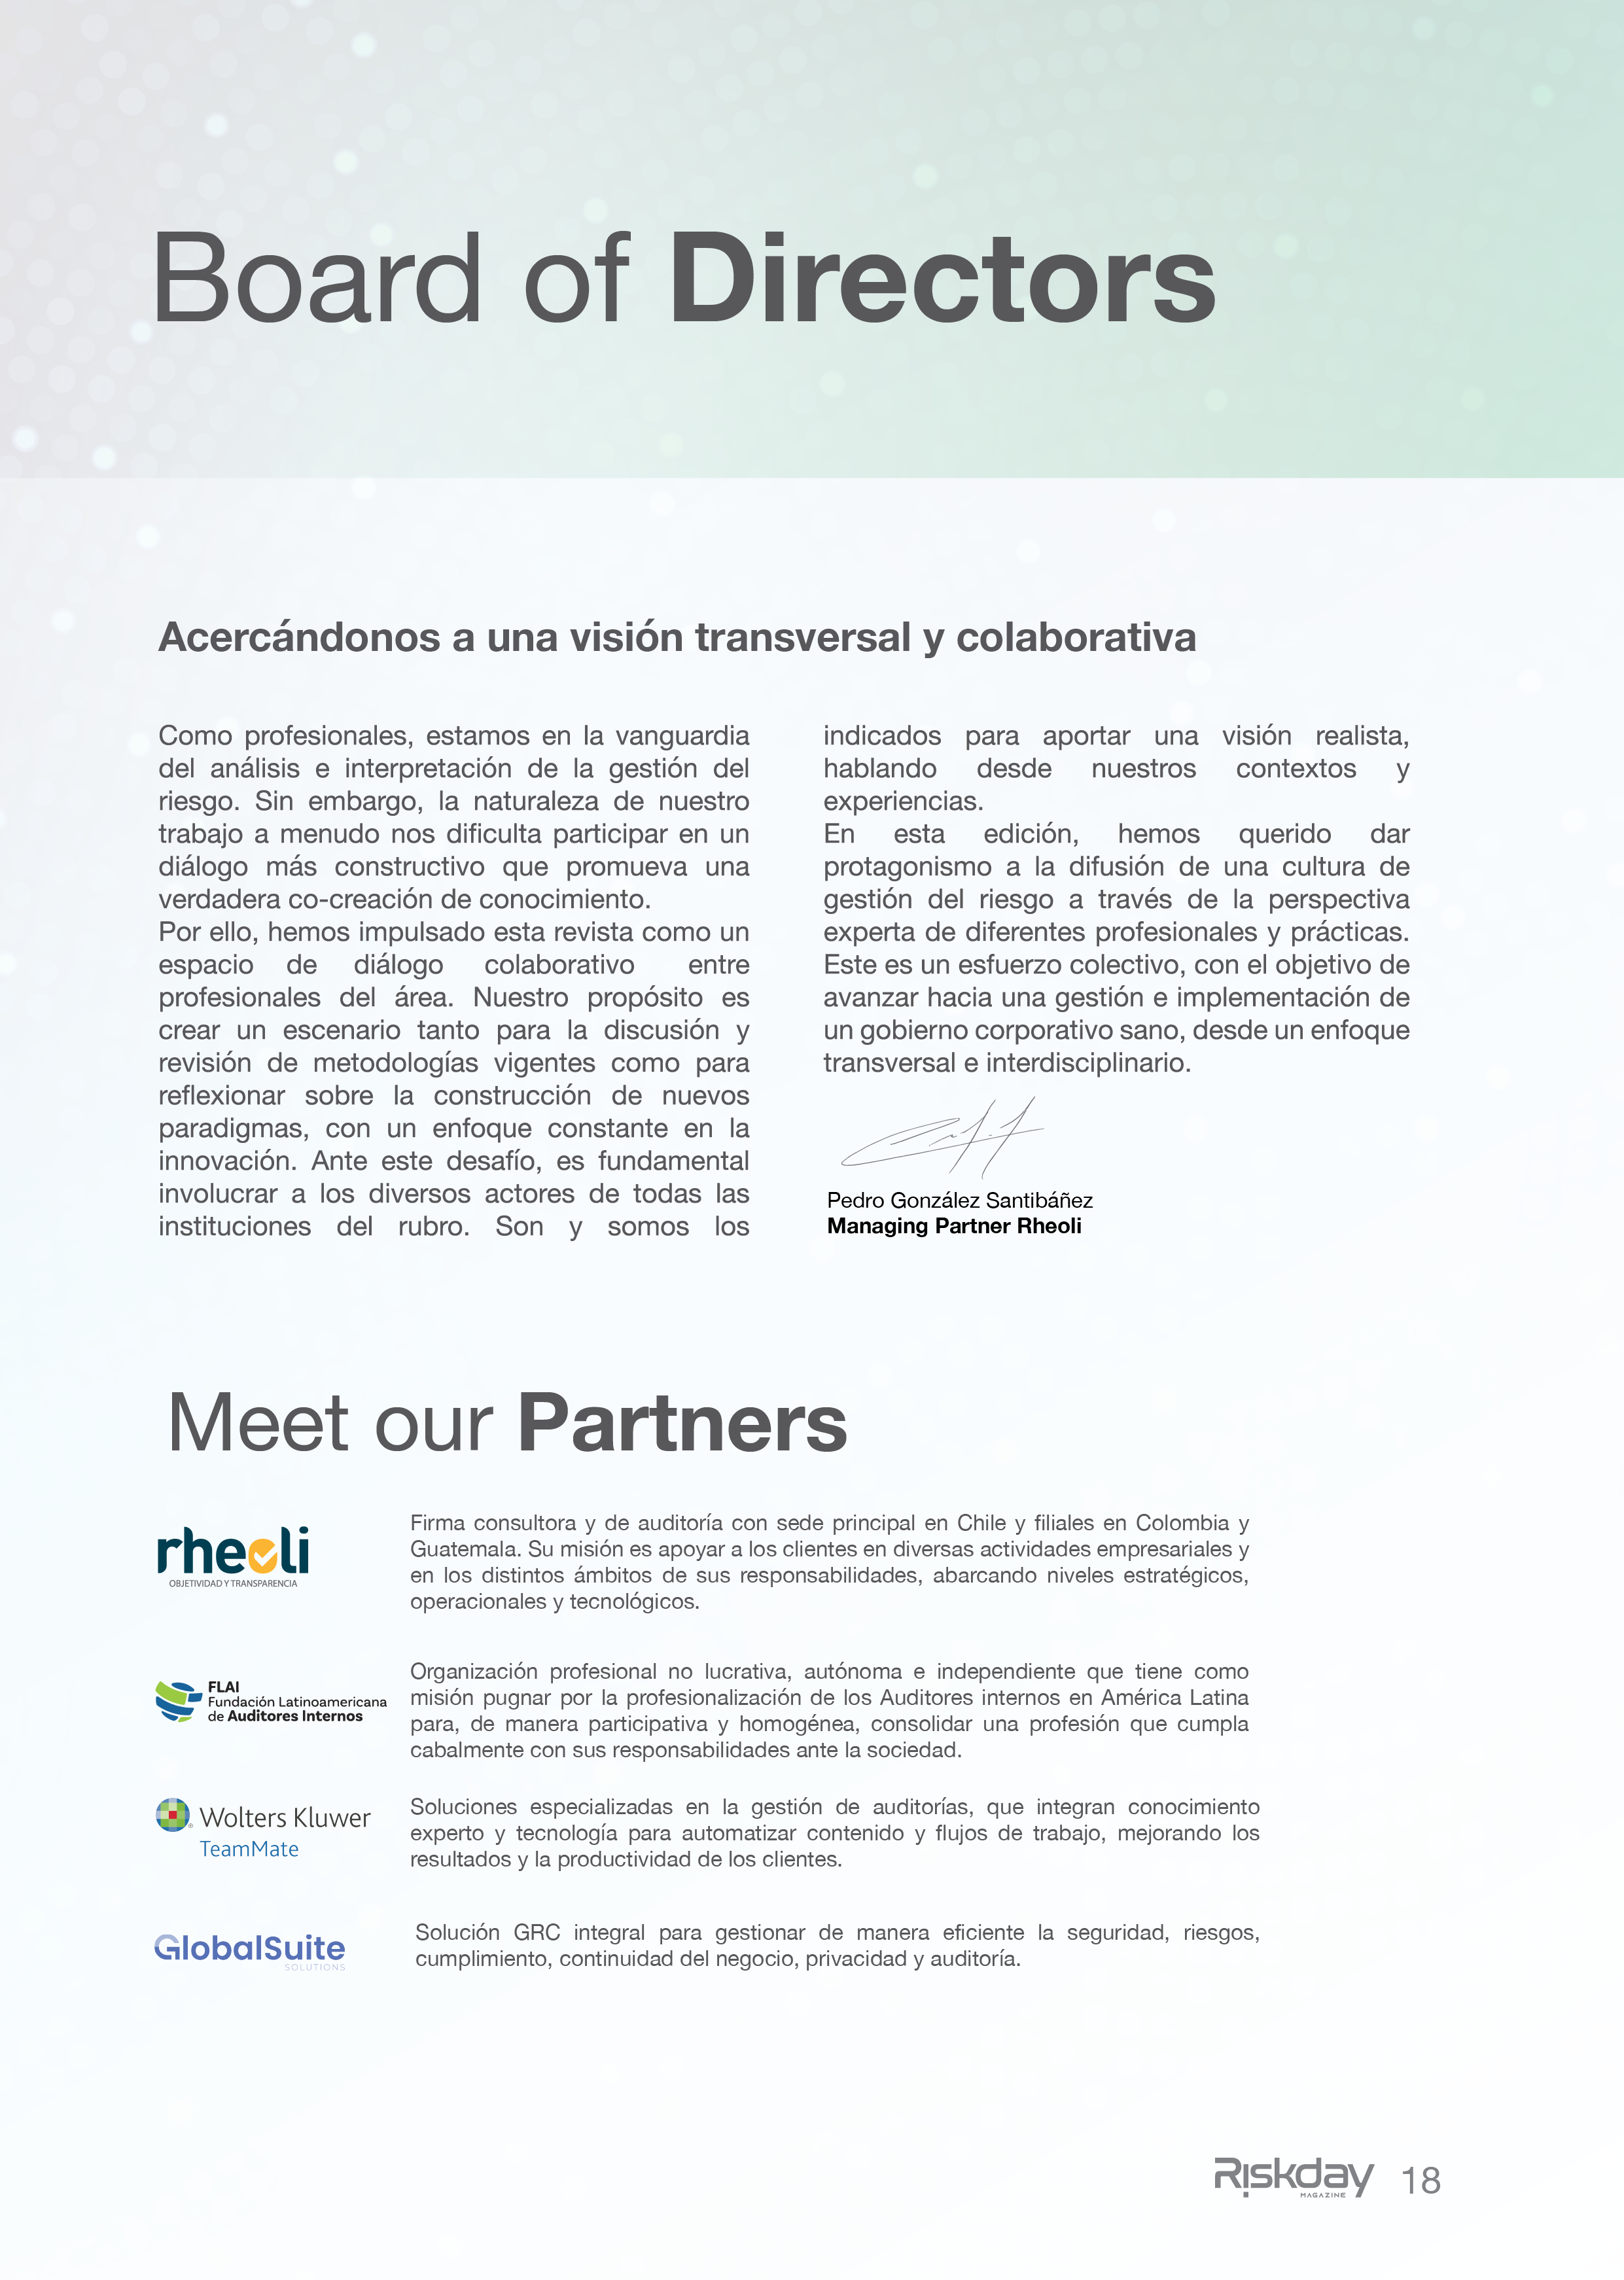 Board of Directors
Acercándonos a una visión transversal y colaborativa
Como profesionales, estamos en la vanguardia
del análisis e interpretación de la gestión del
riesgo. Sin embargo, la naturaleza de nuestro
trabajo a menudo nos dificulta participar en un
diálogo más constructivo que promueva una
verdadera co-creación de conocimiento.
Por ello, hemos impulsado esta revista como un
espacio de diálogo colaborativo entre
profesionales del área. Nuestro propósito es
crear un escenario tanto para la discusión y
revisión de metodologías vigentes como para
reflexionar sobre la construcción de nuevos
paradigmas, con un enfoque constante en la
innovación. Ante este desafío, es fundamental
involucrar a los diversos actores de todas las
instituciones del rubro. Son y somos los
indicados para aportar una visión realista,
hablando desde nuestros contextos y
experiencias.
En esta edición, hemos querido dar
protagonismo a la difusión de una cultura de
gestión del riesgo a través de la perspectiva
experta de diferentes profesionales y prácticas.
Este es un esfuerzo colectivo, con el objetivo de
avanzar hacia una gestión e implementación de
un gobierno corporativo sano, desde un enfoque
transversal e interdisciplinario.
Pedro González Santibáñez
Managing Partner Rheoli
Meet our Partners
rheoli
OBJETIVIDAD Y TRANSPARENCIA
Firma consultora y de auditoría con sede principal en Chile y filiales en Colombia y
Guatemala. Su misión es apoyar a los clientes en diversas actividades empresariales y
en los distintos ámbitos de sus responsabilidades, abarcando niveles estratégicos,
operacionales y tecnológicos.
FLAI
Fundación Latinoamericana
de Auditores Internos
Organización profesional no lucrativa, autónoma e independiente que tiene como
misión pugnar por la profesionalización de los Auditores internos en América Latina
para, de manera participativa y homogénea, consolidar una profesión que cumpla
cabalmente con sus responsabilidades ante la sociedad.
Wolters Kluwer
TeamMate
Soluciones especializadas en la gestión de auditorías, que integran conocimiento
experto y tecnología para automatizar contenido y flujos de trabajo, mejorando los
resultados y la productividad de los clientes.
GlobalSuite
SOLUTIONS
Solución GRC integral para gestionar de manera eficiente la seguridad, riesgos,
cumplimiento, continuidad del negocio, privacidad y auditoría.
Riskday
MAGAZINE
18